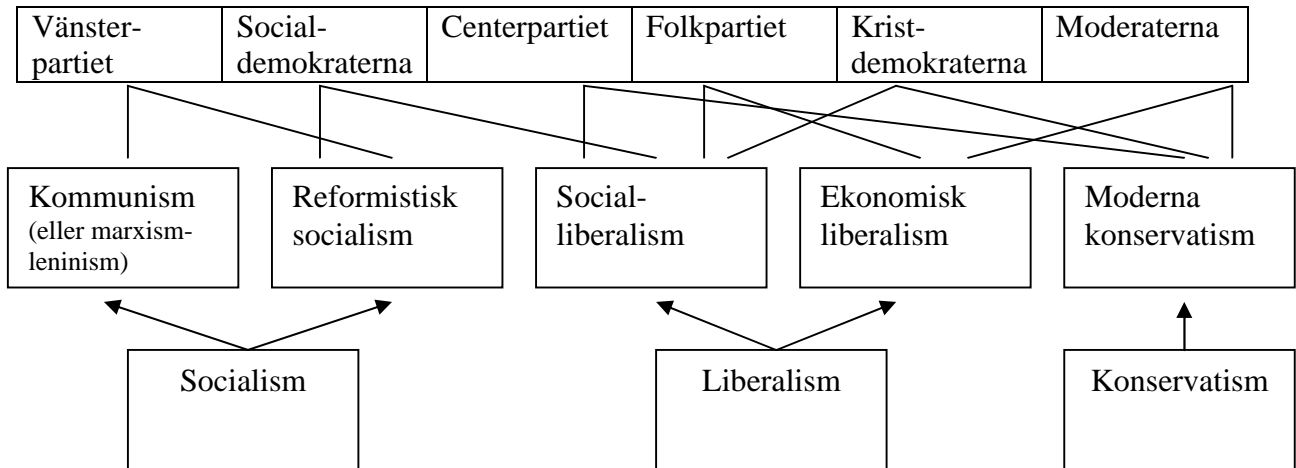 Vänster-
partiet
Social-
demokraterna
Centerpartiet
Folkpartiet
Krist-
demokraterna
Moderaterna
Kommunism
(eller marxism-
leninism)
Reformistisk
socialism
Social-
liberalism
Ekonomisk
liberalism
Moderna
konservatism
Socialism
Liberalism
Konservatism